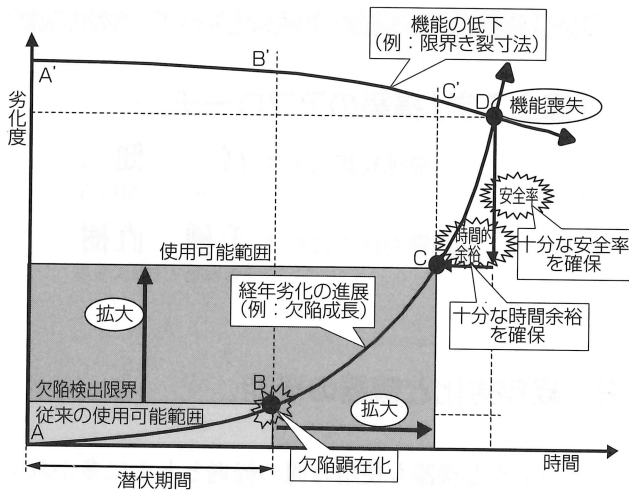 機能の低下
(例：限界き裂寸法)
A'
B'
C'
D
機能喪失
劣化度
安全率
十分な安全率
を確保
時間的
余裕
使用可能範囲
C
拡大
経年劣化の進展
(例：欠陥成長)
十分な時間余裕
を確保
欠陥検出限界
B
従来の使用可能範囲
拡大
A
欠陥顕在化
時間
潜伏期間